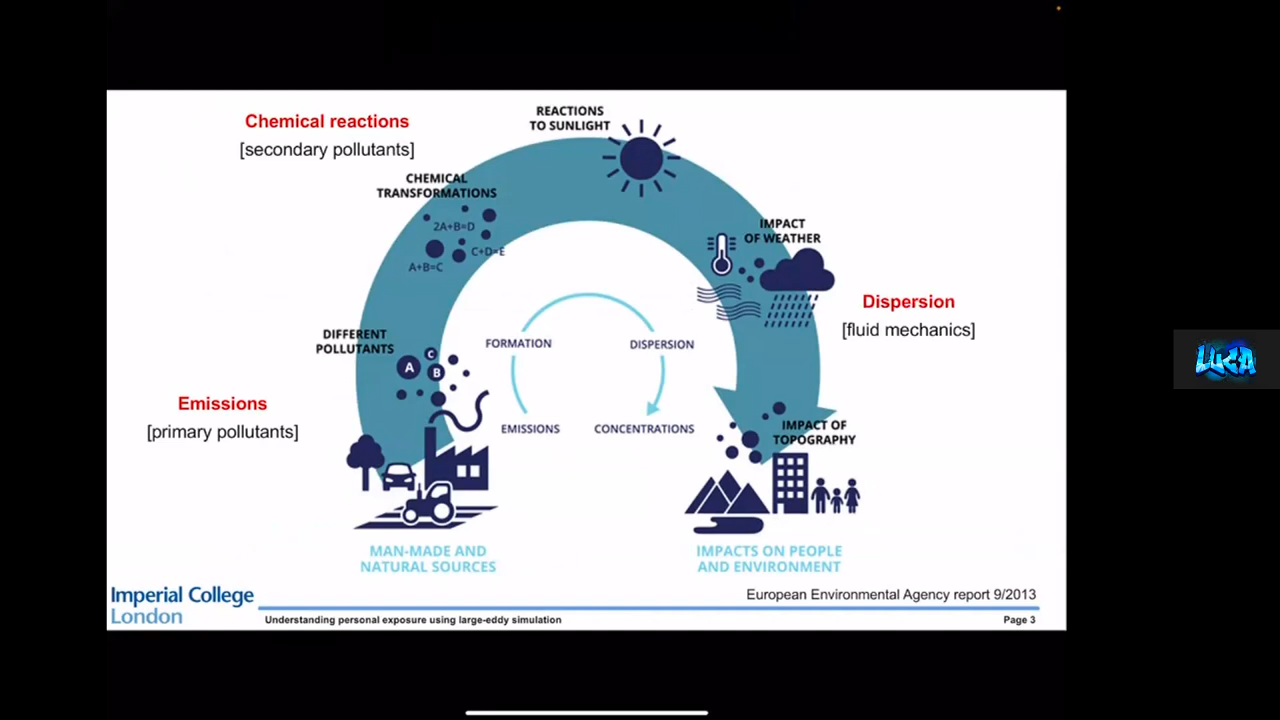 Chemical reactions
[secondary pollutants]
REACTIONS
TO SUNLIGHT
CHEMICAL
TRANSFORMATIONS
2A+B=D
C+D=E
A+B=C
IMPACT
OF WEATHER
Dispersion
[fluid mechanics]
DIFFERENT
POLLUTANTS
A
B
C
FORMATION
DISPERSION
Emissions
[primary pollutants]
EMISSIONS
CONCENTRATIONS
IMPACT OF
TOPOGRAPHY
MAN-MADE AND
NATURAL SOURCES
IMPACTS ON PEOPLE
AND ENVIRONMENT
European Environmental Agency report 9/2013
Imperial College
London
Understanding personal exposure using large-eddy simulation
Page 3
LUCA